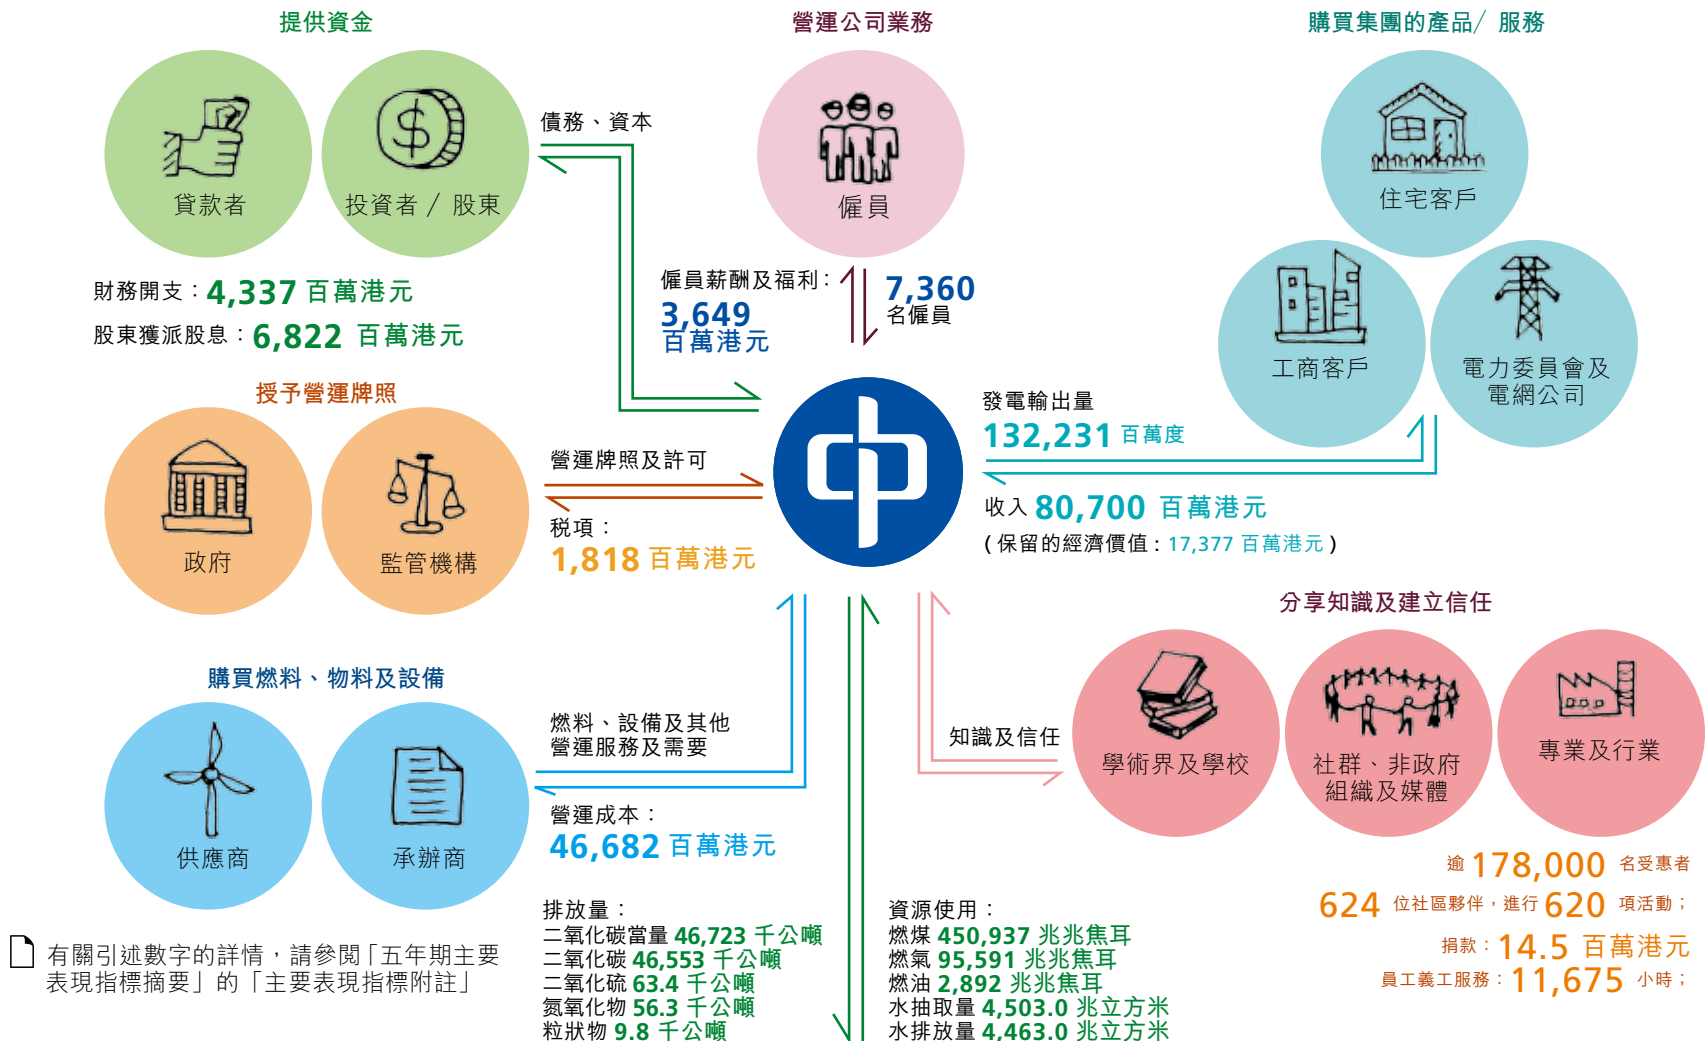 提供資金
貸款者
投資者 / 股東
債務、資本
財務開支：4,337 百萬港元
股東獲派股息：6,822 百萬港元
營運公司業務
僱員
僱員薪酬及福利：
3,649
百萬港元
7,360
名僱員
購買集團的產品/ 服務
住宅客戶
工商客戶
電力委員會及
電網公司
發電輸出量
132,231 百萬度
收入 80,700 百萬港元
( 保留的經濟價值 : 17,377 百萬港元 )
授予營運牌照
政府
監管機構
營運牌照及許可
税項：
1,818 百萬港元
購買燃料、物料及設備
供應商
承辦商
燃料、設備及其他
營運服務及需要
營運成本：
46,682 百萬港元
分享知識及建立信任
知識及信任
學術界及學校
社群、非政府
組織及媒體
專業及行業
逾 178,000 名受惠者
624 位社區夥伴，進行 620 項活動；
捐款：14.5 百萬港元
員工義工服務：11,675 小時；
排放量：
二氧化碳當量 46,723 千公噸
二氧化碳 46,553 千公噸
二氧化硫 63.4 千公噸
氮氧化物 56.3 千公噸
粒狀物 9.8 千公噸
資源使用：
燃煤 450,937 兆兆焦耳
燃氣 95,591 兆兆焦耳
燃油 2,892 兆兆焦耳
水抽取量 4,503.0 兆立方米
水排放量 4,463.0 兆立方米
有關引述數字的詳情，請參閱「五年期主要
表現指標摘要」的「主要表現指標附註」